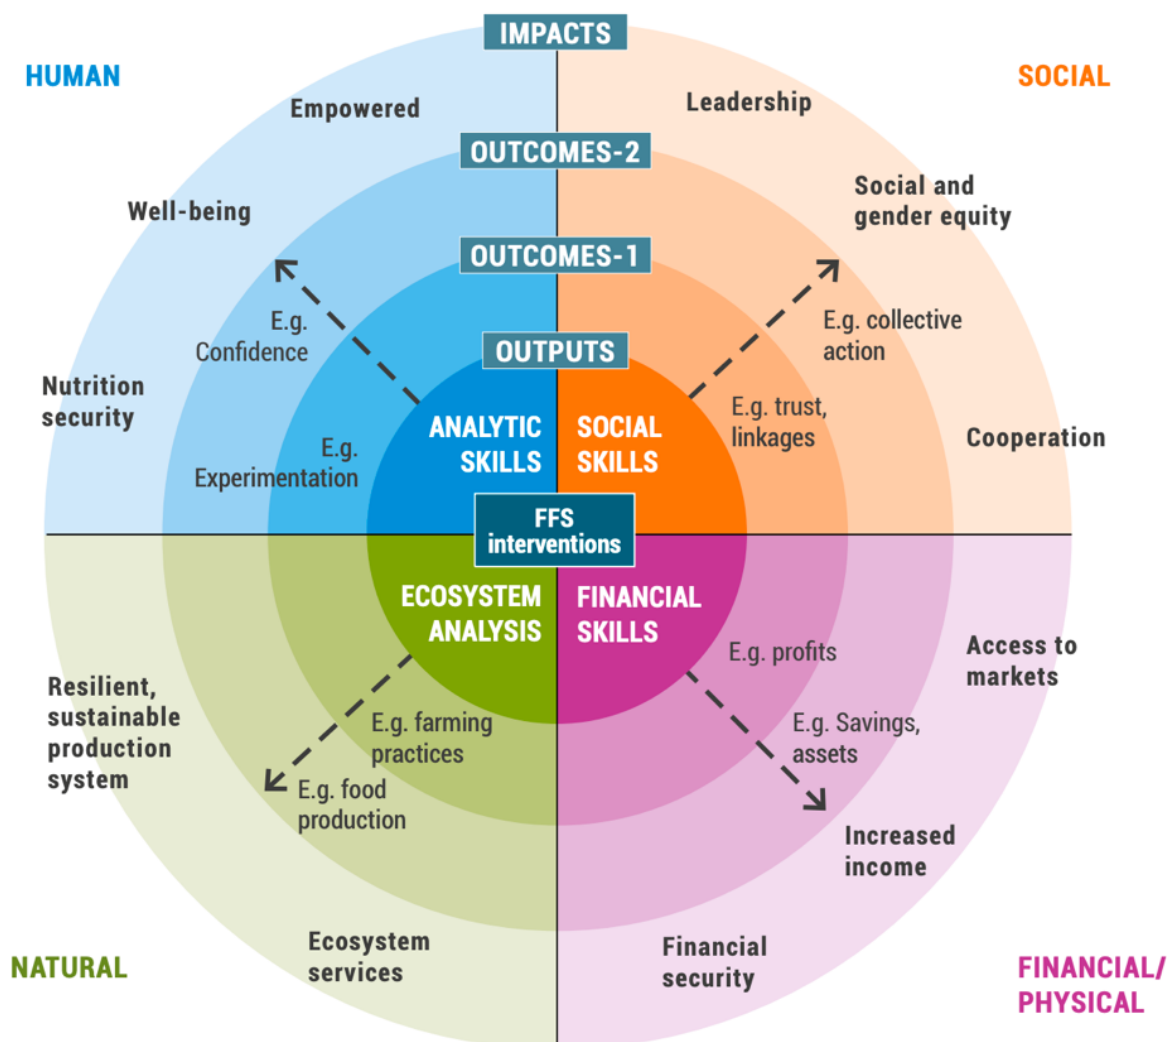 IMPACTS
HUMAN
SOCIAL
Empowered
Leadership
OUTCOMES-2
Well-being
Social and
gender equity
OUTCOMES-1
E.g.
Confidence
E.g. collective
action
OUTPUTS
Nutrition
security
E.g. trust,
linkages
ANALYTIC
SKILLS
SOCIAL
SKILLS
Cooperation
E.g.
Experimentation
FFS
interventions
ECOSYSTEM
ANALYSIS
FINANCIAL
SKILLS
E.g. profits
Access to
markets
Resilient,
sustainable
production
system
E.g. farming
practices
E.g. Savings,
assets
E.g. food
production
Increased
income
Ecosystem
services
Financial
security
NATURAL
FINANCIAL/
PHYSICAL